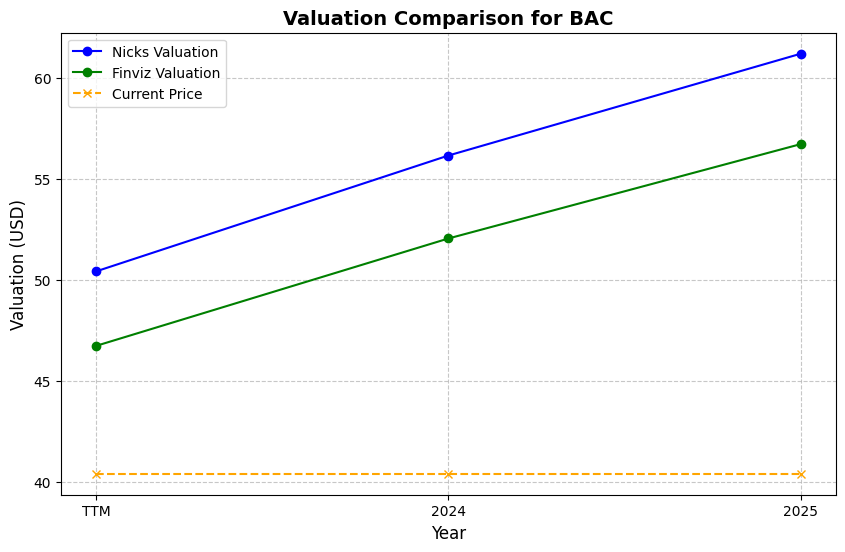 Valuation Comparison for BAC
Nicks Valuation
Finviz Valuation
Current Price
Valuation (USD)
60
55
50
45
40
TTM
2024
2025
Year